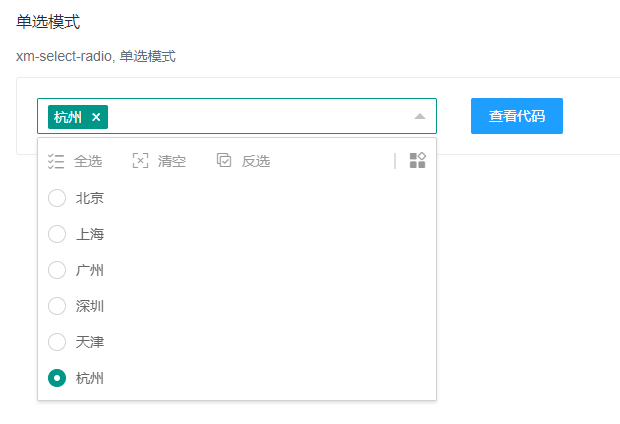 单选模式
xm-select-radio, 单选模式
杭州 ×
查看代码
全选 清空 反选
北京
上海
广州
深圳
天津
杭州